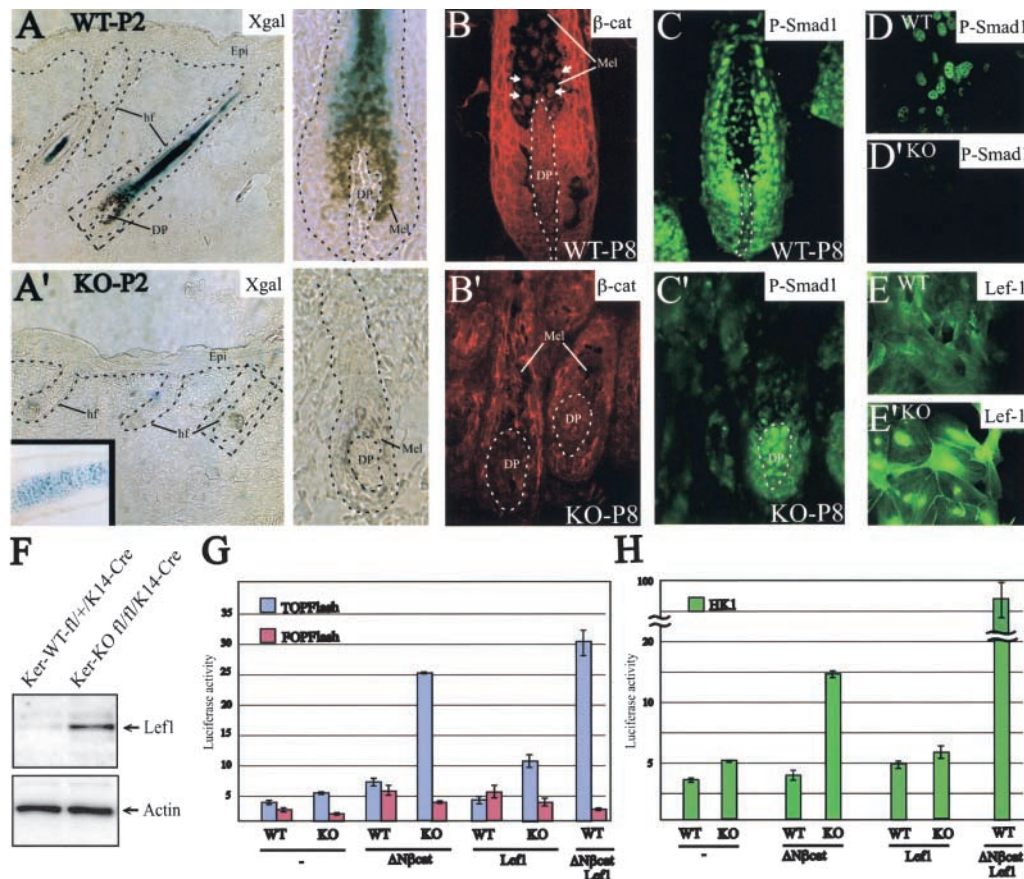 A WT-P2 Xgal
Epi
hf
DP
DP
Mel
B β-cat
Mel
DP
WT-P8
C P-Smad1
WT-P8
D WT P-Smad1
D' KO P-Smad1
A' KO-P2 Xgal
Epi
hf
hf
Mel
DP
B' β-cat
Mel
DP
DP
KO-P8
C' P-Smad1
DP
KO-P8
E WT Lef-1
E' KO Lef-1
F
Ker-WT-fl/+/K14-Cre
Ker-KO fl/fl/K14-Cre
Lef1
Actin
G
TOPFlash
FOPFlash
Luciferase activity
35
30
25
20
15
10
5
WT KO WT KO WT KO WT
- ΔNβcat Lef1 ΔNβcat
Lef1
H
HK1
Luciferase activity
100
20
10
5
WT KO WT KO WT KO WT
- ΔNβcat Lef1 ΔNβcat
Lef1